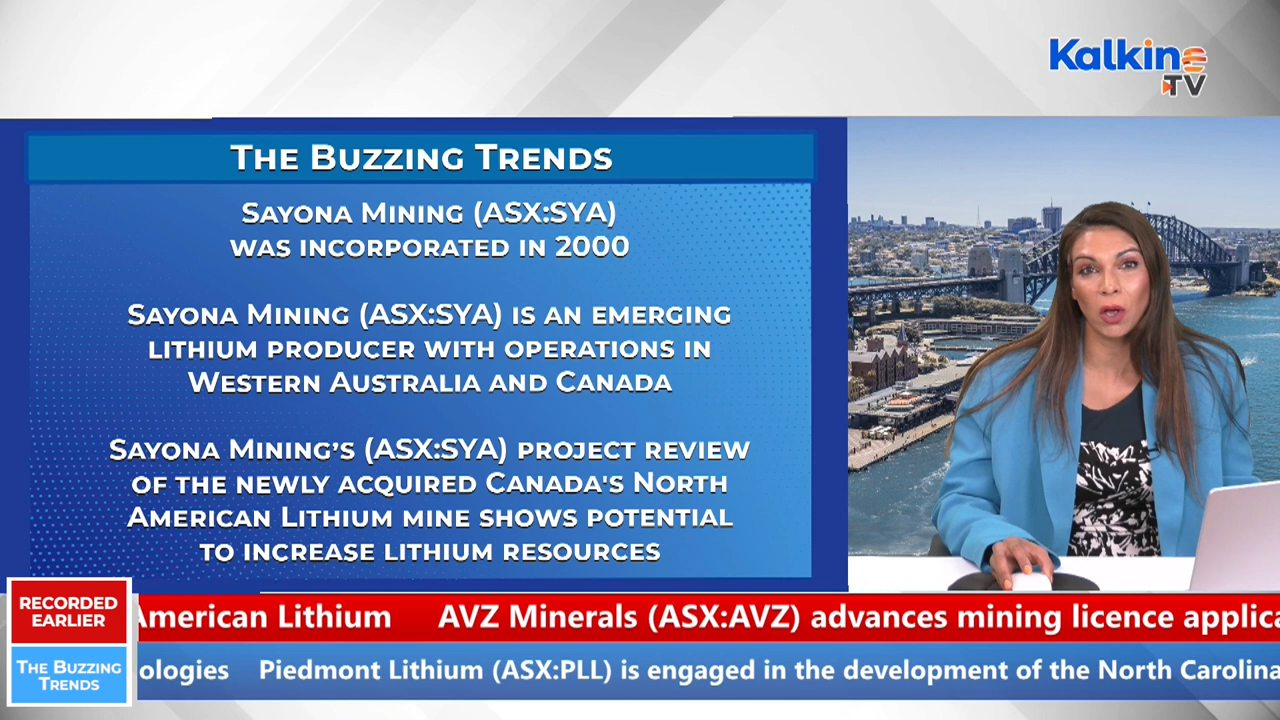 Kalkine
TV
THE BUZZING TRENDS
SAYONA MINING (ASX:SYA)
WAS INCORPORATED IN 2000
SAYONA MINING (ASX:SYA) IS AN EMERGING
LITHIUM PRODUCER WITH OPERATIONS IN
WESTERN AUSTRALIA AND CANADA
SAYONA MINING'S (ASX:SYA) PROJECT REVIEW
OF THE NEWLY ACQUIRED CANADA'S NORTH
AMERICAN LITHIUM MINE SHOWS POTENTIAL
TO INCREASE LITHIUM RESOURCES
RECORDED
EARLIER
American Lithium AVZ Minerals (ASX:AVZ) advances mining licence applica
THE BUZZING
TRENDS
ologies Piedmont Lithium (ASX:PLL) is engaged in the development of the North Carolina